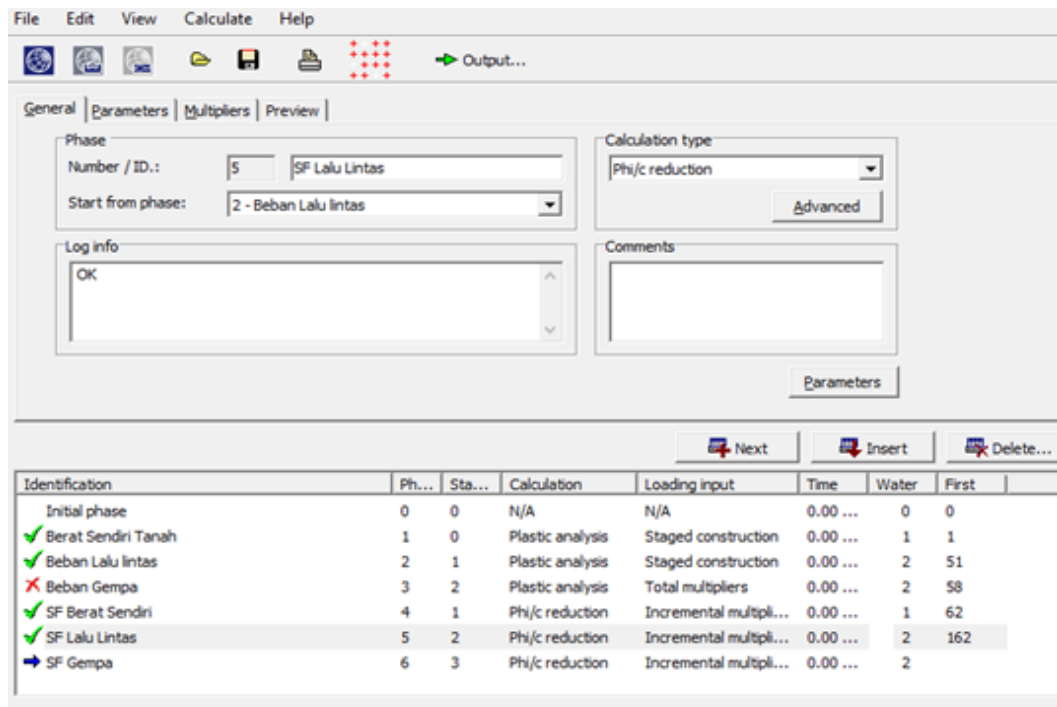 File Edit View Calculate Help
Output...
General Parameters Multipliers Preview
Phase
Number / ID.: 5 SF Lalu Lintas
Start from phase: 2 - Beban Lalu lintas
Calculation type
Phi/c reduction
Advanced
Log info
OK
Comments
Parameters
Next Insert Delete...
Identification Ph... Sta... Calculation Loading input Time Water First
Initial phase 0 0 N/A N/A 0.00 ... 0 0
Berat Sendiri Tanah 1 0 Plastic analysis Staged construction 0.00 ... 1 1
Beban Lalu lintas 2 1 Plastic analysis Staged construction 0.00 ... 2 51
Beban Gempa 3 2 Plastic analysis Total multipliers 0.00 ... 2 58
SF Berat Sendiri 4 1 Phi/c reduction Incremental multipli... 0.00 ... 1 62
SF Lalu Lintas 5 2 Phi/c reduction Incremental multipli... 0.00 ... 2 162
SF Gempa 6 3 Phi/c reduction Incremental multipli... 0.00 ... 2